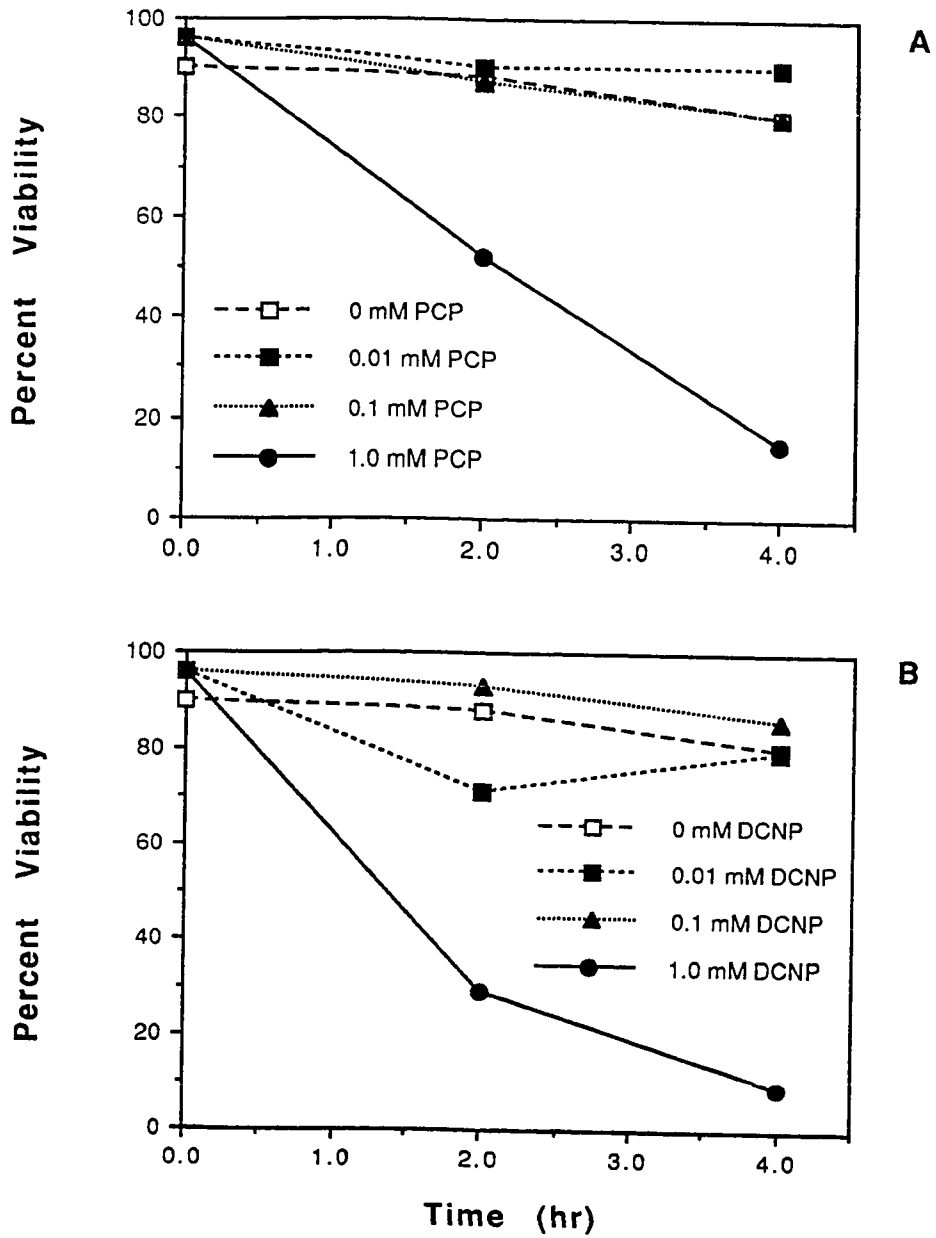 A
100
80
60
40
20
0
Percent Viability
0 mM PCP
0.01 mM PCP
0.1 mM PCP
1.0 mM PCP
0.0 1.0 2.0 3.0 4.0
B
100
80
60
40
20
0
Percent Viability
0 mM DCNP
0.01 mM DCNP
0.1 mM DCNP
1.0 mM DCNP
0.0 1.0 2.0 3.0 4.0
Time (hr)